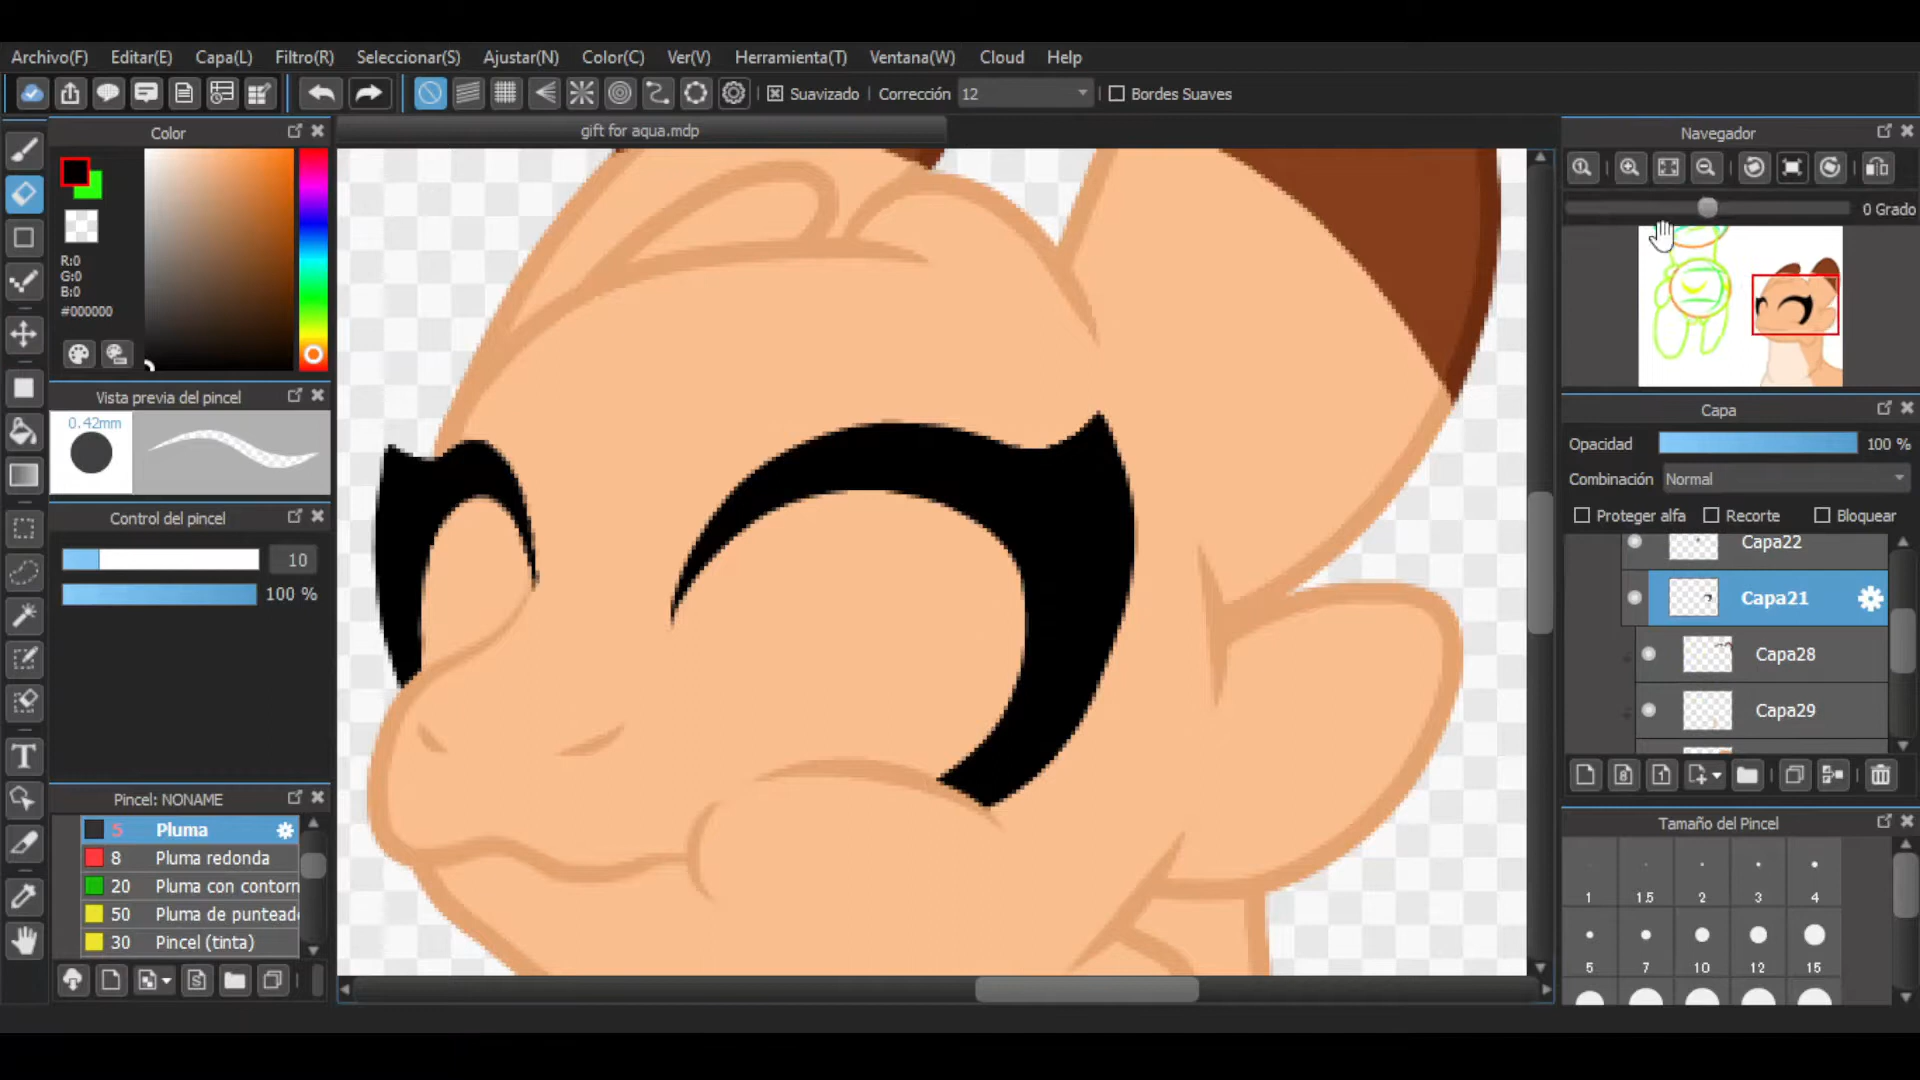 Archivo(F) Editar(E) Capa(L) Filtro(R) Seleccionar(S) Ajustar(N) Color(C) Ver(V) Herramienta(T) Ventana(W) Cloud Help
Suavizado Corrección 12 Bordes Suaves
Color
gift for aqua.mdp
Navegador
0 Grado
R:0
G:0
B:0
#000000
Vista previa del pincel
0.42mm
Control del pincel
10
100 %
Capa
Opacidad 100 %
Combinación Normal
Proteger alfa Recorte Bloquear
Capa22
Capa21
Capa28
Capa29
Pincel: NONAME
5 Pluma
8 Pluma redonda
20 Pluma con contorn
50 Pluma de puntead
30 Pincel (tinta)
Tamaño del Pincel
1 1.5 2 3 4
5 7 10 12 15